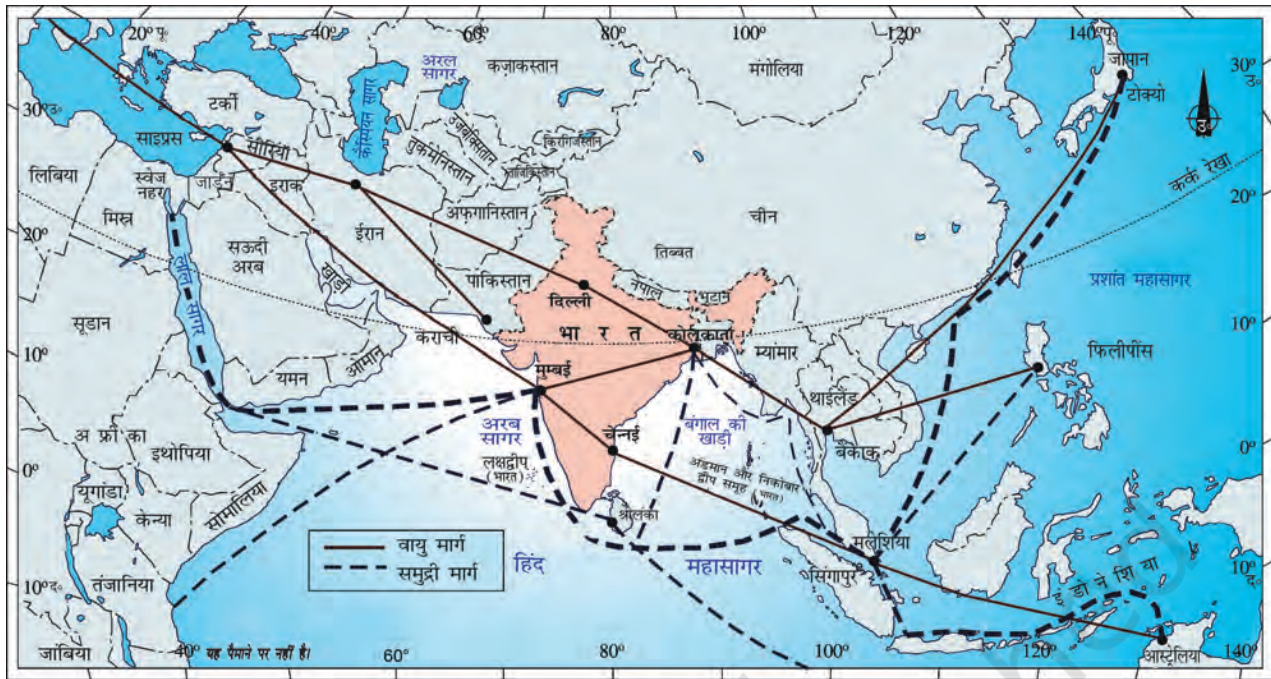 20° पू॰
40°
60°
80°
100°
120°
140° पू॰
30°
उ॰
30° उ॰
20°
20°
10°
10°
0°
0°
10° द॰
10°
द॰
40°
60°
80°
100°
120°
140°
उ॰
अरल
सागर
कज़ाकस्तान
मंगोलिया
जापान
टोक्यो
टर्की
कैस्पियन सागर
उज़बेकिस्तान
किरगिज़स्तान
तुर्कमेनिस्तान
ताजिकिस्तान
साइप्रस
सीरिया
लिबिया
स्वेज
नहर
जार्डन
इराक
कर्क रेखा
मिस्र
अफ़गानिस्तान
चीन
ईरान
सऊदी
अरब
तिब्बत
पाकिस्तान
नेपाल
भूटान
प्रशांत महासागर
लाल सागर
दिल्ली
सूडान
कराची
भारत
कोलकाता
म्यांमार
ओमान
फिलीपींस
यमन
मुम्बई
थाईलैंड
अरब
सागर
चेन्नई
बंगाल की
खाड़ी
बैंकाक
अफ्रीका
इथोपिया
लक्षद्वीप
(भारत)
अंडमान और निकोबार
द्वीप समूह (भारत)
यूगांडा
सोमालिया
केन्या
श्रीलंका
मलेशिया
वायु मार्ग
समुद्री मार्ग
हिंद
महासागर
सिंगापुर
इंडोनेशिया
तंजानिया
जांबिया
यह पैमाने पर नहीं है।
आस्ट्रेलिया